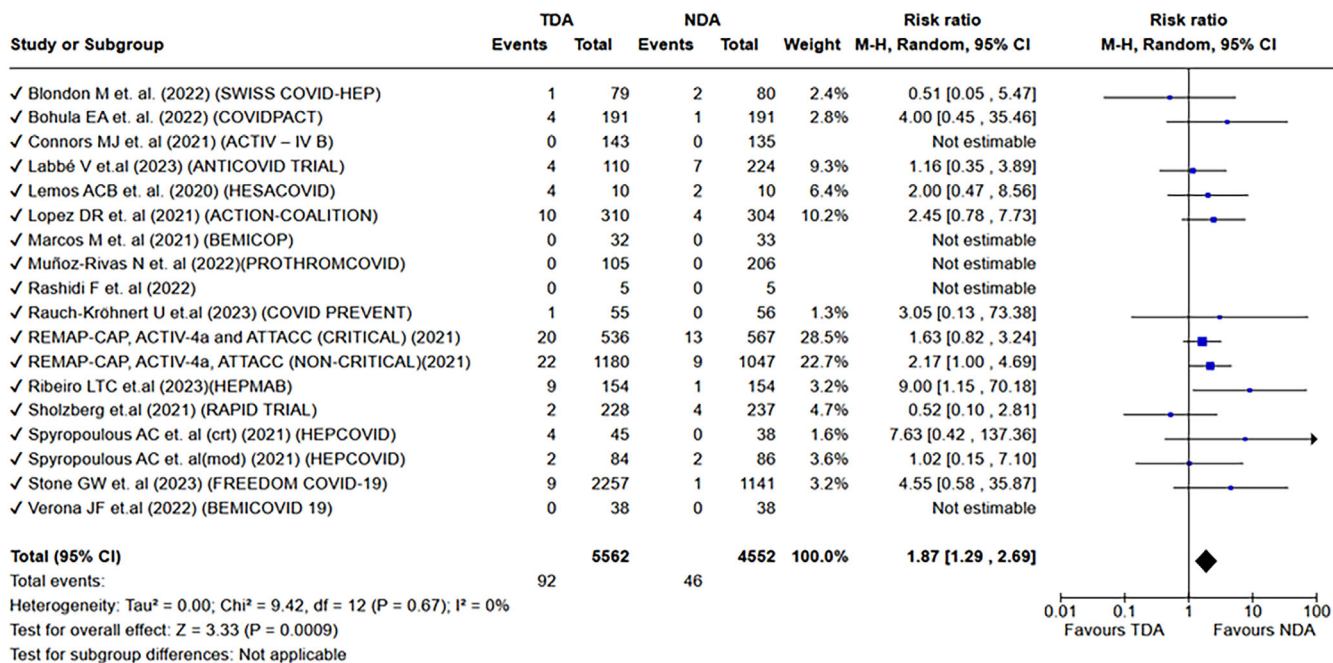 TDA NDA Risk ratio Risk ratio
Study or Subgroup Events Total Events Total Weight M-H, Random, 95% CI M-H, Random, 95% CI
✓ Blondon M et. al. (2022) (SWISS COVID-HEP) 1 79 2 80 2.4% 0.51 [0.05 , 5.47]
✓ Bohula EA et. al. (2022) (COVIDPACT) 4 191 1 191 2.8% 4.00 [0.45 , 35.46]
✓ Connors MJ et al (2021) (ACTIV – IV B) 0 143 0 135 Not estimable
✓ Labbé V et.al (2023) (ANTICOVID TRIAL) 4 110 7 224 9.3% 1.16 [0.35 , 3.89]
✓ Lemos ACB et. al. (2020) (HESACOVID) 4 10 2 10 6.4% 2.00 [0.47 , 8.56]
✓ Lopez DR et. al (2021) (ACTION-COALITION) 10 310 4 304 10.2% 2.45 [0.78 , 7.73]
✓ Marcos M et. al (2021) (BEMICOP) 0 32 0 33 Not estimable
✓ Muñoz-Rivas N et. al (2022)(PROTHROMCOVID) 0 105 0 206 Not estimable
✓ Rashidi F et. al (2022) 0 5 0 5 Not estimable
✓ Rauch-Kröhnert U et.al (2023) (COVID PREVENT) 1 55 0 56 1.3% 3.05 [0.13 , 73.38]
✓ REMAP-CAP, ACTIV-4a and ATTACC (CRITICAL) (2021) 20 536 13 567 28.5% 1.63 [0.82 , 3.24]
✓ REMAP-CAP, ACTIV-4a, ATTACC (NON-CRITICAL)(2021) 22 1180 9 1047 22.7% 2.17 [1.00 , 4.69]
✓ Ribeiro LTC et.al (2023)(HEPMAB) 9 154 1 154 3.2% 9.00 [1.15 , 70.18]
✓ Sholzberg et.al (2021) (RAPID TRIAL) 2 228 4 237 4.7% 0.52 [0.10 , 2.81]
✓ Spyropoulous AC et. al (crt) (2021) (HEPCOVID) 4 45 0 38 1.6% 7.63 [0.42 , 137.36]
✓ Spyropoulous AC et. al(mod) (2021) (HEPCOVID) 2 84 2 86 3.6% 1.02 [0.15 , 7.10]
✓ Stone GW et. al (2023) (FREEDOM COVID-19) 9 2257 1 1141 3.2% 4.55 [0.58 , 35.87]
✓ Verona JF et.al (2022) (BEMICOVID 19) 0 38 0 38 Not estimable
Total (95% CI) 5562 4552 100.0% 1.87 [1.29 , 2.69]
Total events: 92 46
Heterogeneity: Tau² = 0.00; Chi² = 9.42, df = 12 (P = 0.67); I² = 0%
Test for overall effect: Z = 3.33 (P = 0.0009)
Test for subgroup differences: Not applicable
0.01 0.1 1 10 100
Favours TDA Favours NDA